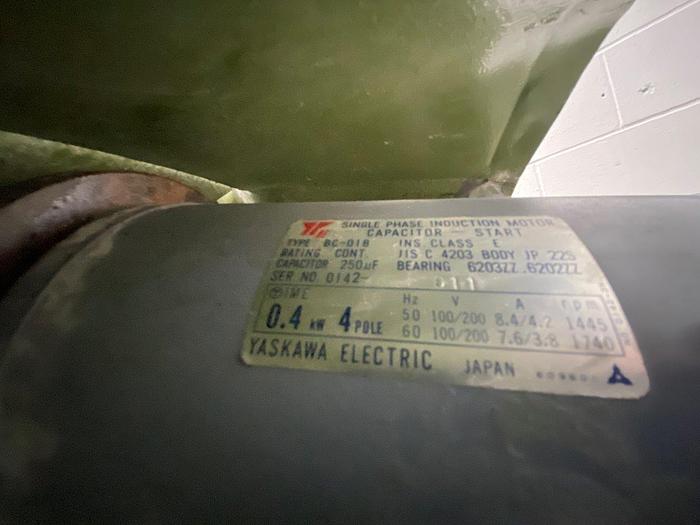 SINGLE PHASE INDUCTION MOTOR
CAPACITOR - START
TYPE BC-01B INS. CLASS E
RATING CONT. JIS C 4203 BODY JP 22S
CAPACITOR 250µF BEARING 6203ZZ.6202ZZ
SER NO. 0142-
Hz V A rpm
0.4 kW 4 POLE
50 100/200 8.4/4.2 1445
60 100/200 7.6/3.8 1740
YASKAWA ELECTRIC JAPAN